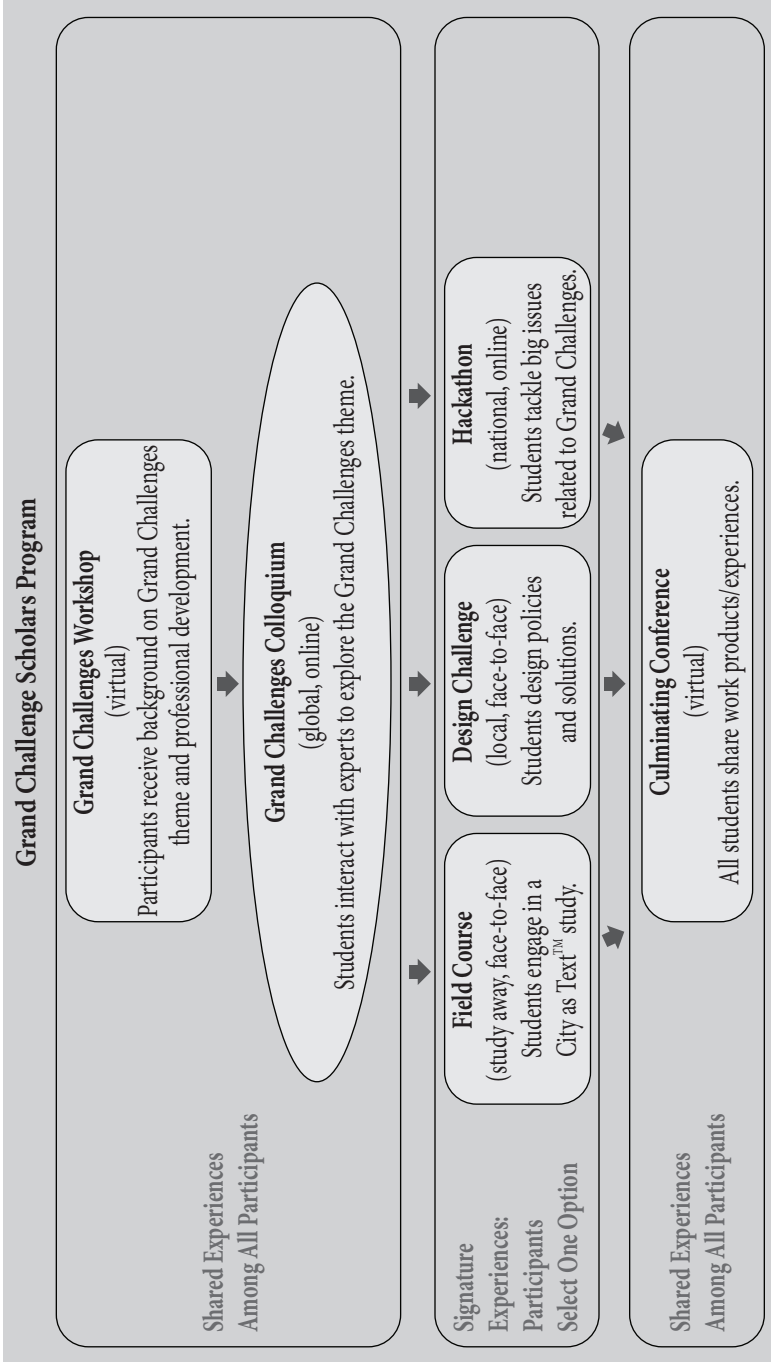 Grand Challenge Scholars Program
Shared Experiences
Among All Participants
Grand Challenges Workshop
(virtual)
Participants receive background on Grand Challenges
theme and professional development.
Grand Challenges Colloquium
(global, online)
Students interact with experts to explore the Grand Challenges theme.
Signature
Experiences:
Participants
Select One Option
Field Course
(study away, face-to-face)
Students engage in a
City as Text™ study.
Design Challenge
(local, face-to-face)
Students design policies
and solutions.
Hackathon
(national, online)
Students tackle big issues
related to Grand Challenges.
Shared Experiences
Among All Participants
Culminating Conference
(virtual)
All students share work products/experiences.